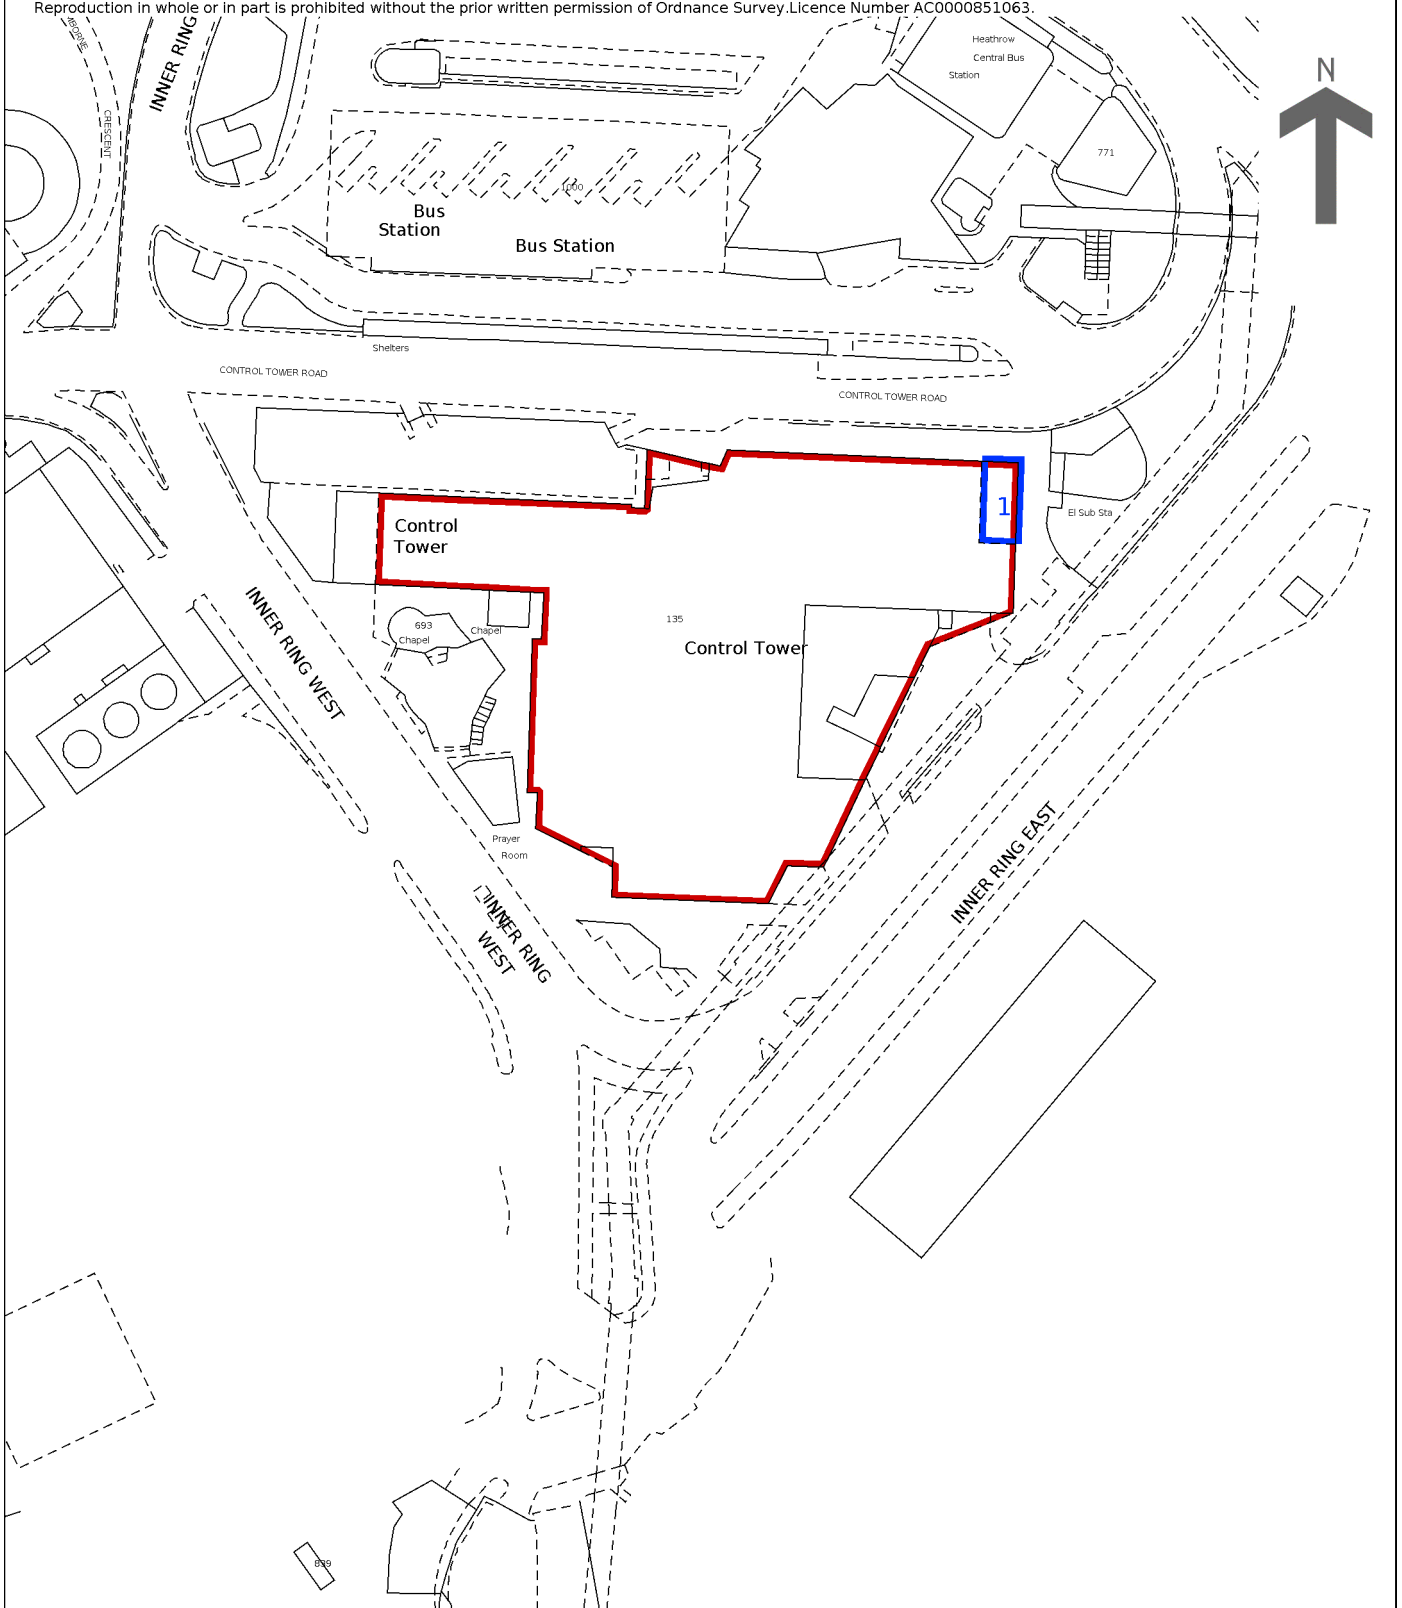 Reproduction in whole or in part is prohibited without the prior written permission of Ordnance Survey.Licence Number AC0000851063.
INNER RING
CRESCENT
Heathrow
Central Bus
Station
N
771
1000
Bus
Station
Bus Station
Shelters
CONTROL TOWER ROAD
CONTROL TOWER ROAD
1
El Sub Sta
Control
Tower
INNER RING WEST
693
Chapel
Chapel
135
Control Tower
Prayer
Room
INNER RING EAST
INNER RING
WEST
839